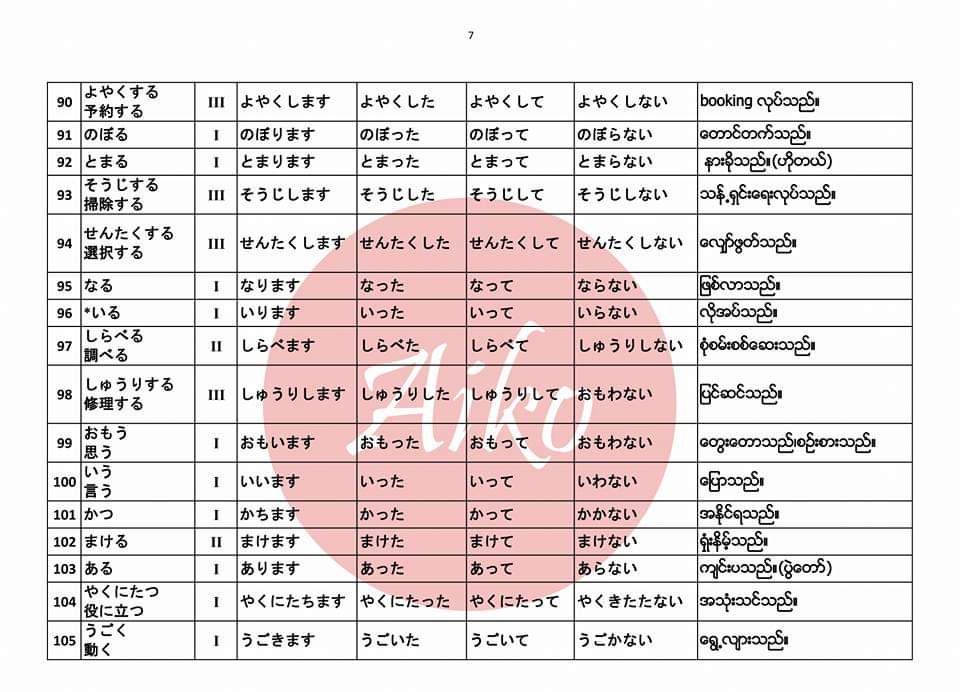 7
90 よやくする III よやくします よやくした よやくして よやくしない booking လုပ်သည်။
予約する
91 のぼる I のぼります のぼった のぼって のぼらない တောင်တက်သည်။
92 とまる I とまります とまった とまって とまらない နားခိုသည်။(ဟိုတယ်)
93 そうじする III そうじします そうじした そうじして そうじしない သန့်ရှင်းရေးလုပ်သည်။
掃除する
94 せんたくする III せんたくします せんたくした せんたくして せんたくしない လျှော်ဖွတ်သည်။
選択する
95 なる I なります なった なって ならない ဖြစ်လာသည်။
96 *いる I いります いった いって いらない လိုအပ်သည်။
97 しらべる II しらべます しらべた しらべて しゅうりしない စုံစမ်းစစ်ဆေးသည်။
調べる
98 しゅうりする III しゅうりします しゅうりした しゅうりして おもわない ပြင်ဆင်သည်။
修理する
99 おもう I おもいます おもった おもって おもわない တွေးတောသည်၊စဉ်းစားသည်။
思う
100 いう I いいます いった いって いわない ပြောသည်။
言う
101 かつ I かちます かった かって かかない အနိုင်ရသည်။
102 まける II まけます まけた まけて まけない ရှုံးနိမ့်သည်။
103 ある I あります あった あって あらない ကျင်းပသည်။(ပွဲတော်)
104 やくにたつ I やくにたちます やくにたった やくにたって やくきたたない အသုံးဝင်သည်။
役に立つ
105 うごく I うごきます うごいた うごいて うごかない ရွေ့လျားသည်။
動く
Aiko